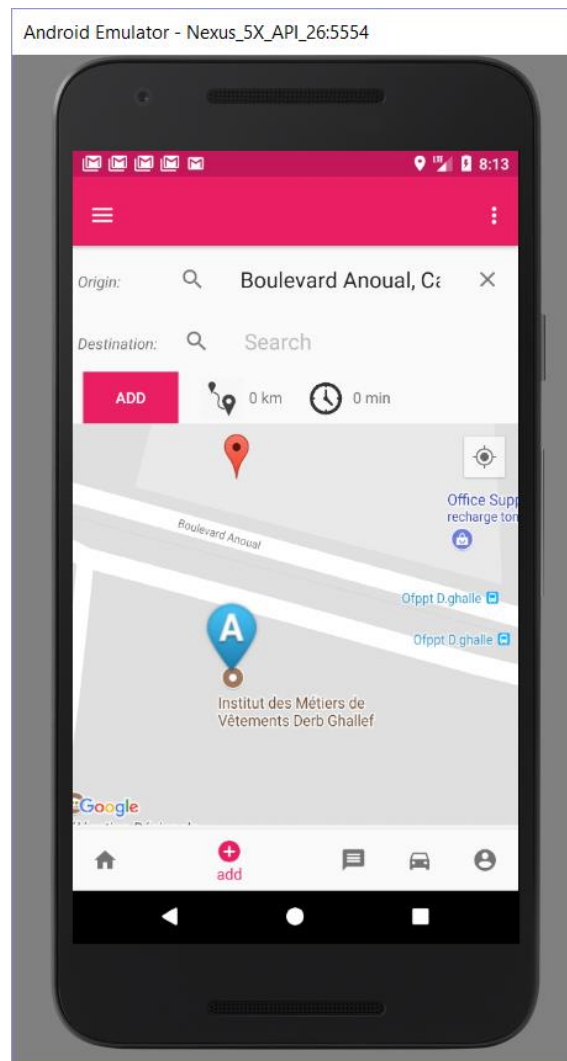 Android Emulator - Nexus_5X_API_26:5554
LTE
8:13
Origin:
Boulevard Anoual, Ca
Destination:
Search
ADD
0 km
0 min
Office Supp
recharge ton
Boulevard Anoual
Ofppt D.ghalle
Ofppt D.ghalle
A
Institut des Métiers de
Vêtements Derb Ghallef
Google
add